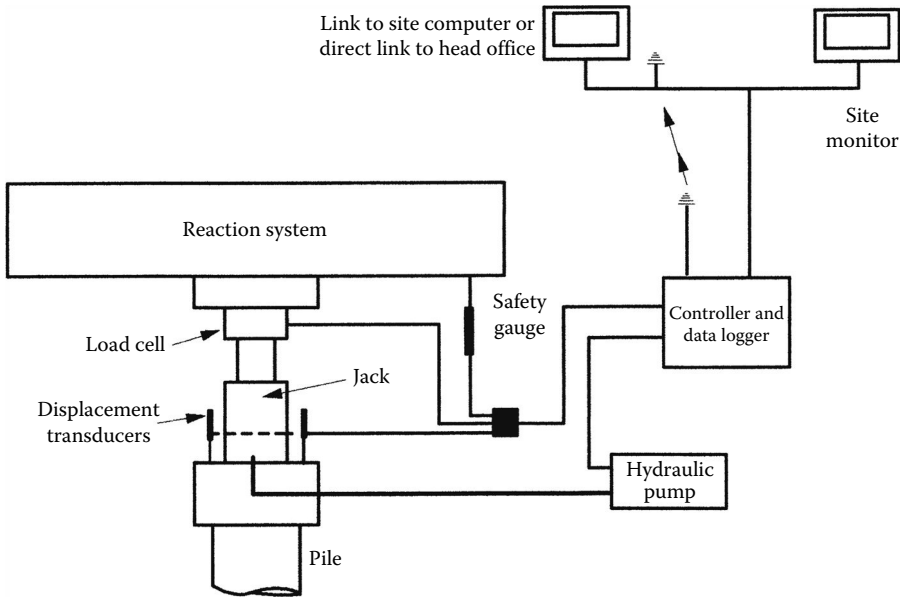 Link to site computer or
direct link to head office
Site
monitor
Reaction system
Safety
gauge
Controller and
data logger
Load cell
Jack
Displacement
transducers
Hydraulic
pump
Pile